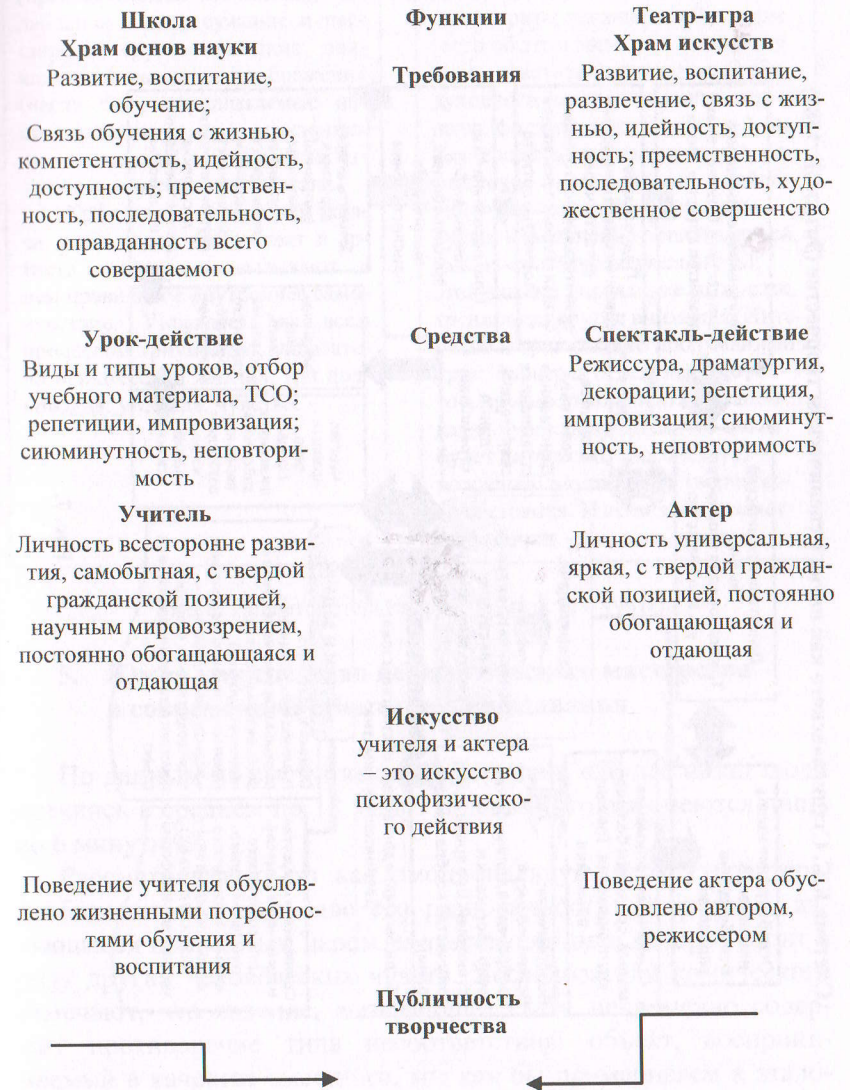 Школа
Храм основ науки
Развитие, воспитание,
обучение;
Связь обучения с жизнью,
компетентность, идейность,
доступность; преемствен-
ность, последовательность,
оправданность всего
совершаемого
Функции
Требования
Театр-игра
Храм искусств
Развитие, воспитание,
развлечение, связь с жиз-
нью, идейность, доступ-
ность; преемственность,
последовательность, худо-
жественное совершенство
Урок-действие
Виды и типы уроков, отбор
учебного материала, ТСО;
репетиции, импровизация;
сиюминутность, неповтори-
мость
Средства
Спектакль-действие
Режиссура, драматургия,
декорации; репетиция,
импровизация; сиюминут-
ность, неповторимость
Учитель
Личность всесторонне разви-
тия, самобытная, с твердой
гражданской позицией,
научным мировоззрением,
постоянно обогащающаяся и
отдающая
Актер
Личность универсальная,
яркая, с твердой граждан-
ской позицией, постоянно
обогащающаяся и
отдающая
Искусство
учителя и актера
– это искусство
психофизическо-
го действия
Поведение учителя обуслов-
лено жизненными потребнос-
тями обучения и
воспитания
Поведение актера обус-
ловлено автором,
режиссером
Публичность
творчества